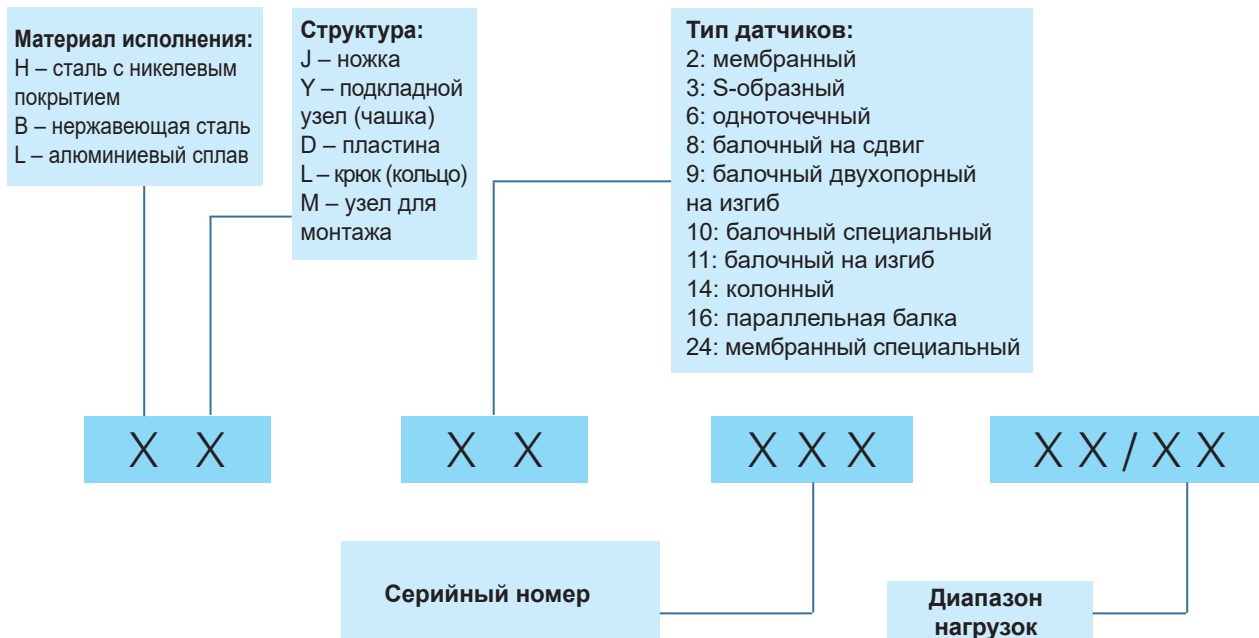 Материал исполнения:
H – сталь с никелевым
покрытием
B – нержавеющая сталь
L – алюминиевый сплав
Структура:
J – ножка
Y – подкладной
узел (чашка)
D – пластина
L – крюк (кольцо)
M – узел для
монтажа
Тип датчиков:
2: мембранный
3: S-образный
6: одноточечный
8: балочный на сдвиг
9: балочный двухопорный
на изгиб
10: балочный специальный
11: балочный на изгиб
14: колонный
16: параллельная балка
24: мембранный специальный
X X
X X
X X X
X X / X X
Серийный номер
Диапазон
нагрузок